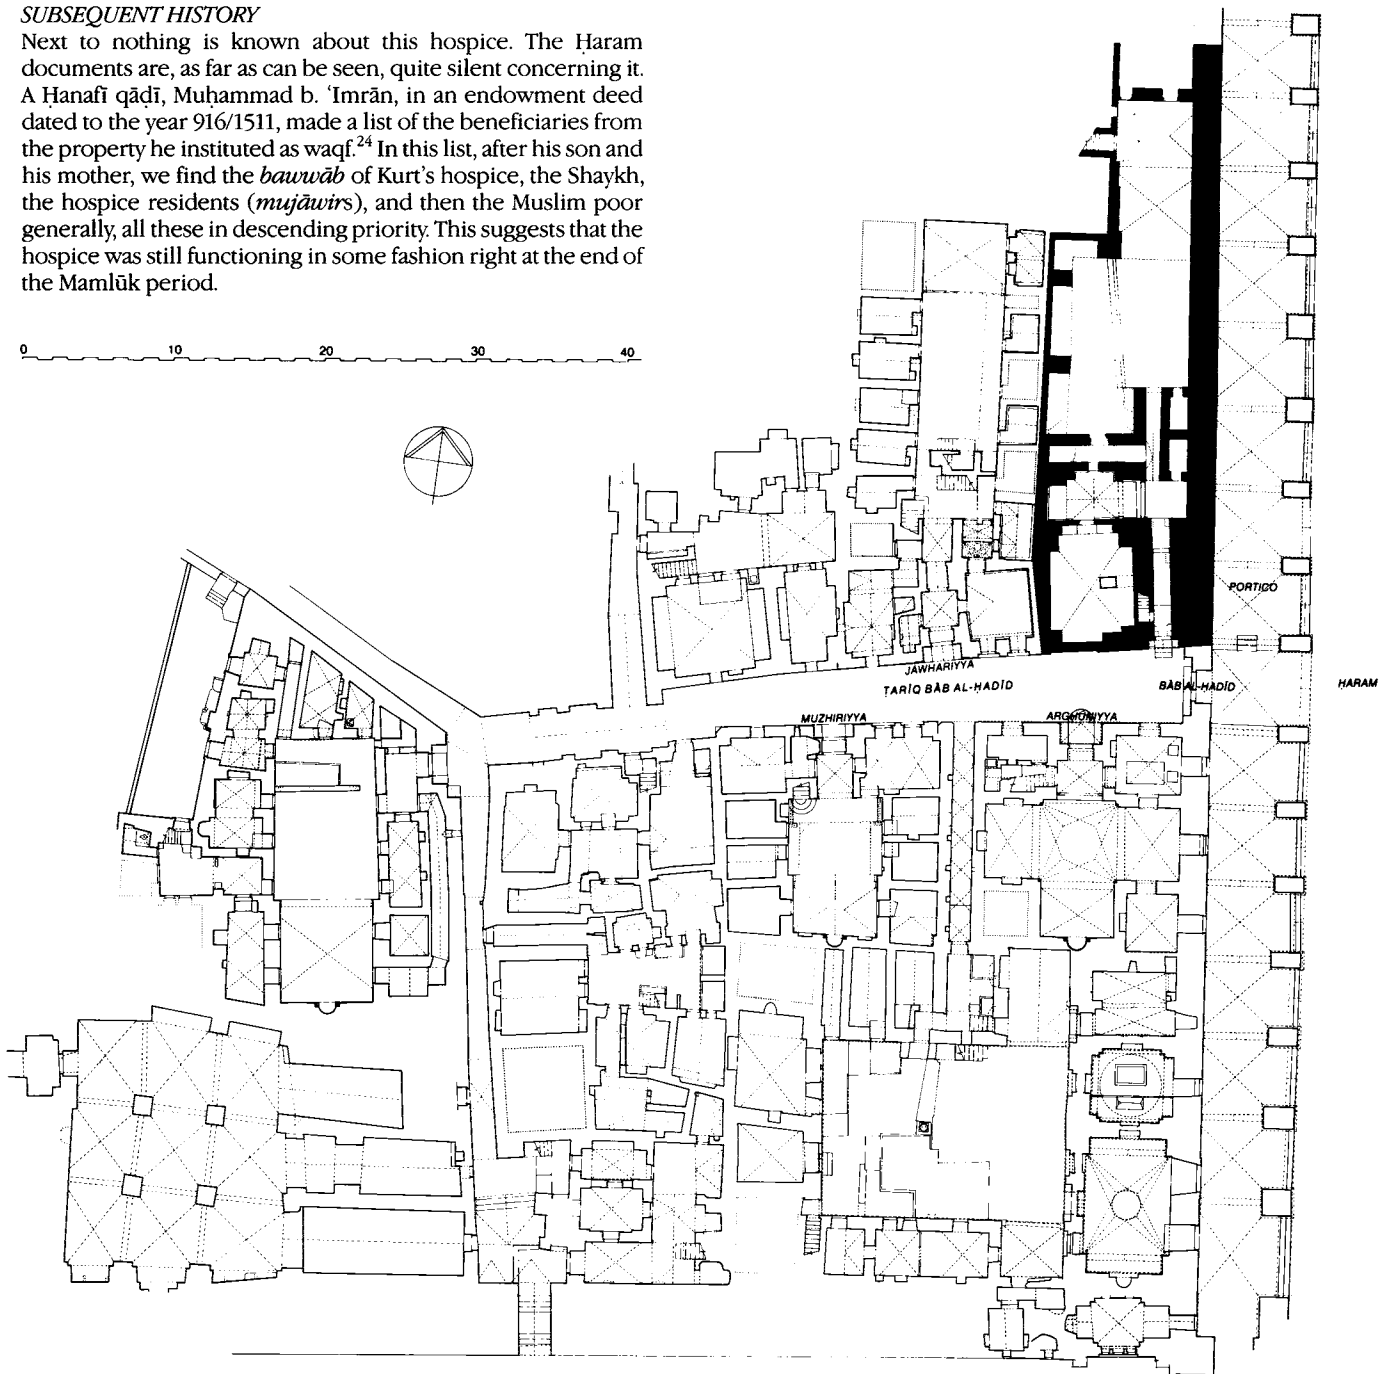 SUBSEQUENT HISTORY
Next to nothing is known about this hospice. The Ḥaram
documents are, as far as can be seen, quite silent concerning it.
A Ḥanafī qāḍī, Muḥammad b. ‘Imrān, in an endowment deed
dated to the year 916/1511, made a list of the beneficiaries from
the property he instituted as waqf.²⁴ In this list, after his son and
his mother, we find the bawwāb of Kurt's hospice, the Shaykh,
the hospice residents (mujāwirs), and then the Muslim poor
generally, all these in descending priority. This suggests that the
hospice was still functioning in some fashion right at the end of
the Mamlūk period.
0 10 20 30 40
PORTICO
JAWHARIYYA
ṬARĪQ BĀB AL-ḤADĪD
BĀB AL-ḤADĪD
ḤARAM
MUZHIRIYYA
ARGHŪNIYYA